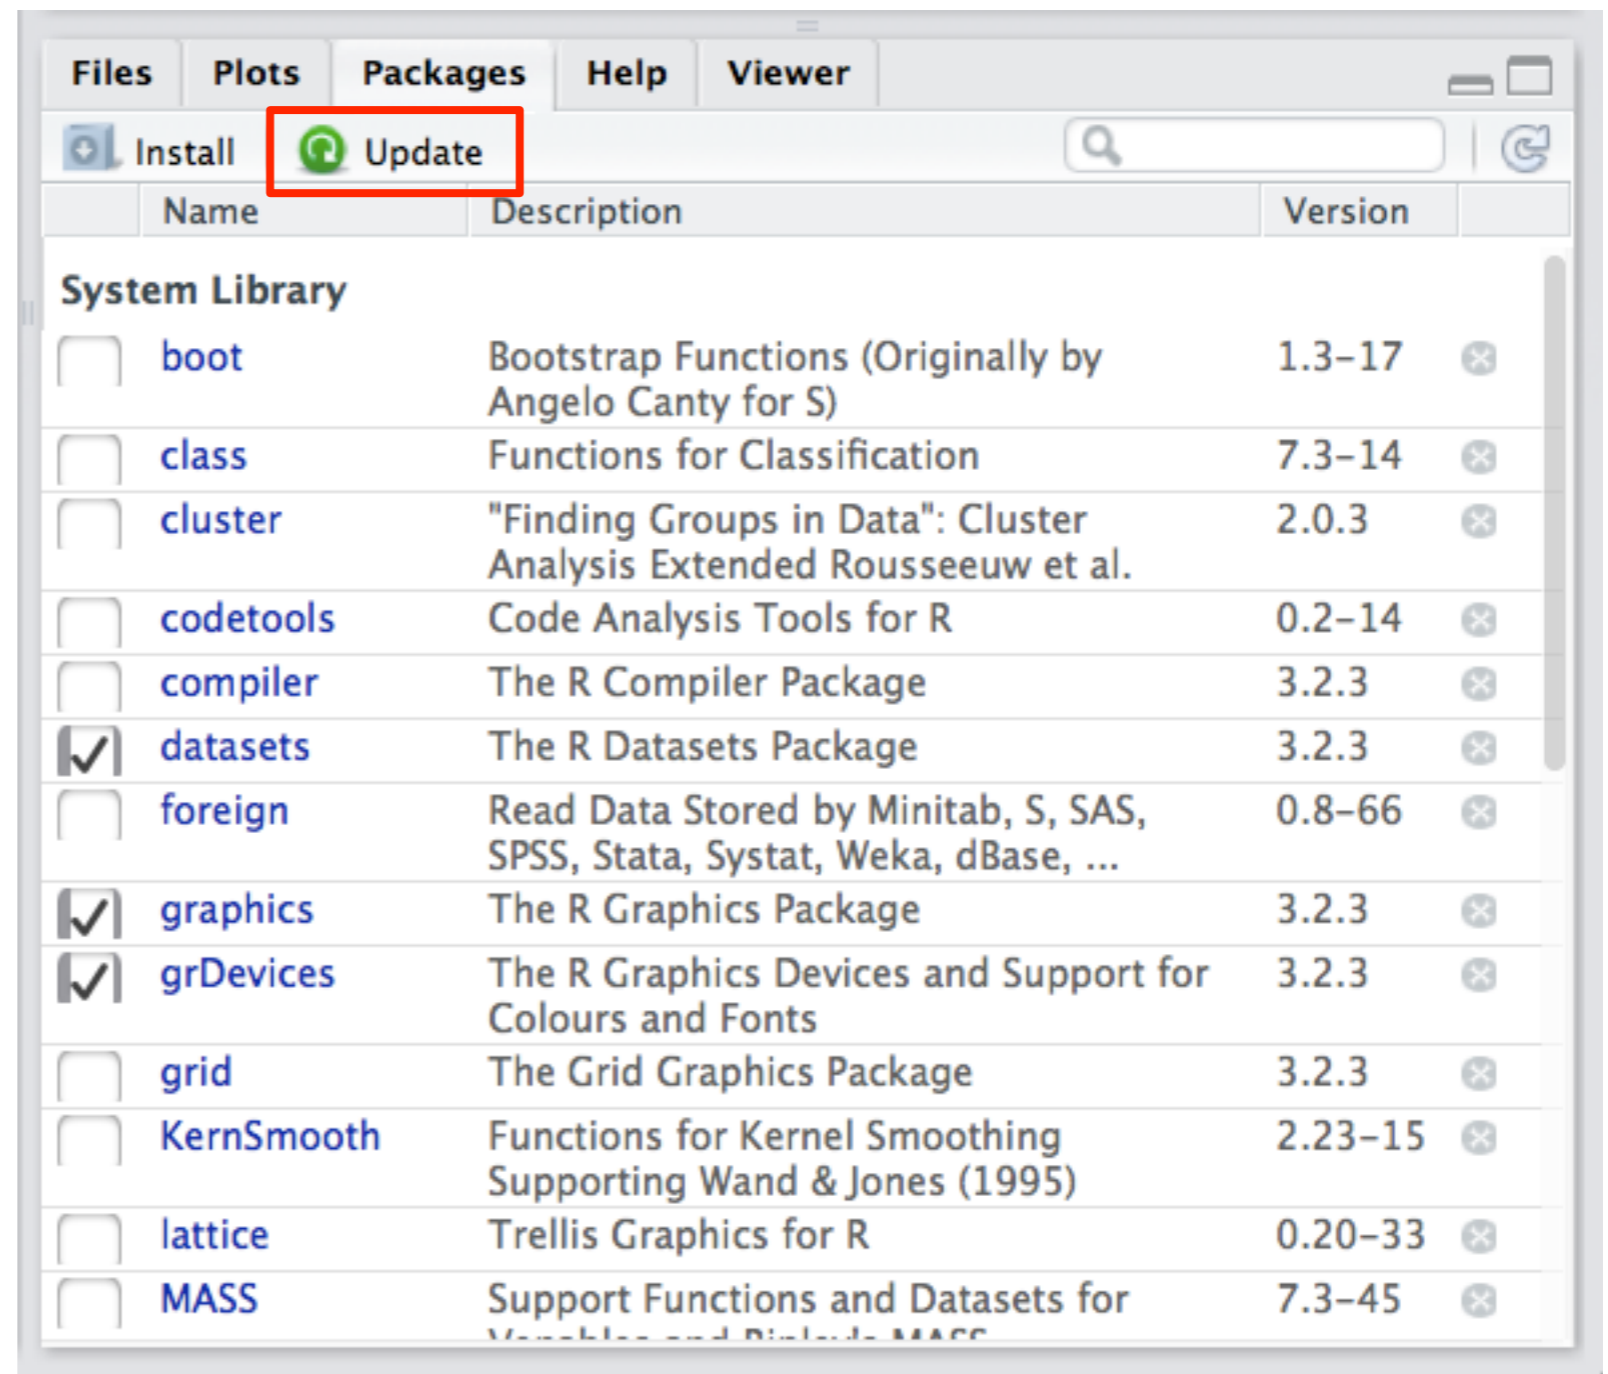 Files Plots Packages Help Viewer
Install Update
Name Description Version
System Library
boot Bootstrap Functions (Originally by 1.3-17
Angelo Canty for S)
class Functions for Classification 7.3-14
cluster "Finding Groups in Data": Cluster 2.0.3
Analysis Extended Rousseeuw et al.
codetools Code Analysis Tools for R 0.2-14
compiler The R Compiler Package 3.2.3
datasets The R Datasets Package 3.2.3
foreign Read Data Stored by Minitab, S, SAS, 0.8-66
SPSS, Stata, Systat, Weka, dBase, ...
graphics The R Graphics Package 3.2.3
grDevices The R Graphics Devices and Support for 3.2.3
Colours and Fonts
grid The Grid Graphics Package 3.2.3
KernSmooth Functions for Kernel Smoothing 2.23-15
Supporting Wand & Jones (1995)
lattice Trellis Graphics for R 0.20-33
MASS Support Functions and Datasets for 7.3-45